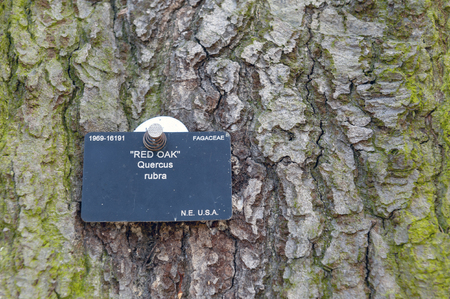 1969-16191 FAGACEAE
"RED OAK"
Quercus
rubra
N.E. U.S.A.